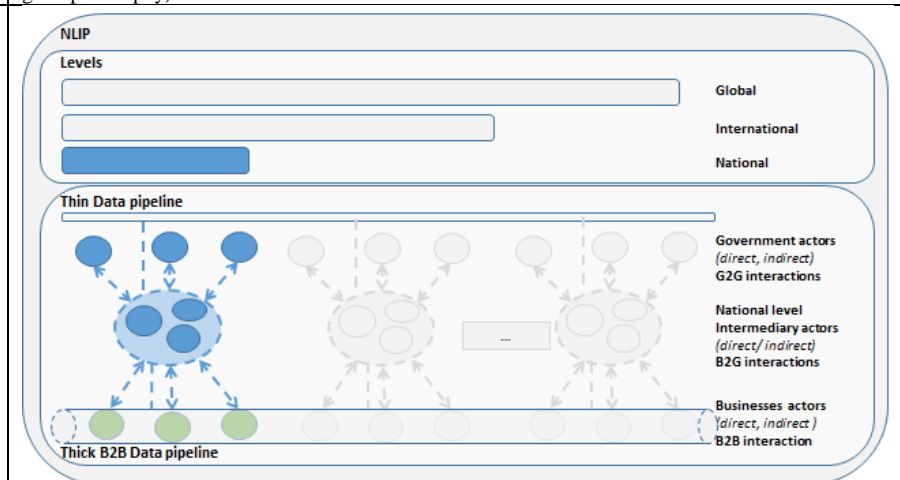 NLIP
Levels
Global
International
National
Thin Data pipeline
Government actors
(direct, indirect)
G2G interactions
National level
Intermediary actors
(direct/ indirect)
B2G interactions
...
Businesses actors
(direct, indirect )
B2B interaction
Thick B2B Data pipeline